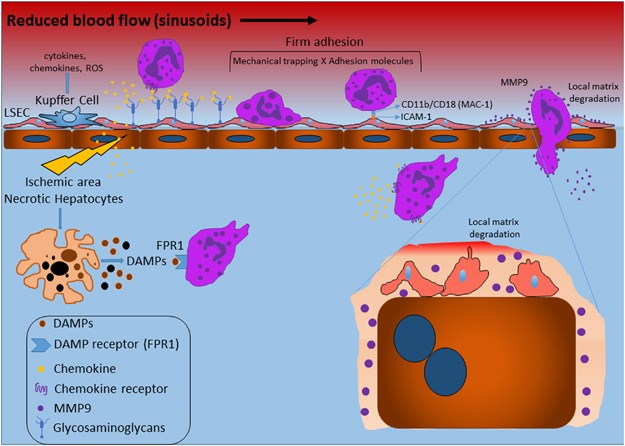 Reduced blood flow (sinusoids)
Firm adhesion
Mechanical trapping X Adhesion molecules
cytokines,
chemokines, ROS
Kupffer Cell
LSEC
CD11b/CD18 (MAC-1)
ICAM-1
MMP9
Local matrix
degradation
Ischemic area
Necrotic Hepatocytes
FPR1
DAMPs
Local matrix
degradation
DAMPs
DAMP receptor (FPR1)
Chemokine
Chemokine receptor
MMP9
Glycosaminoglycans